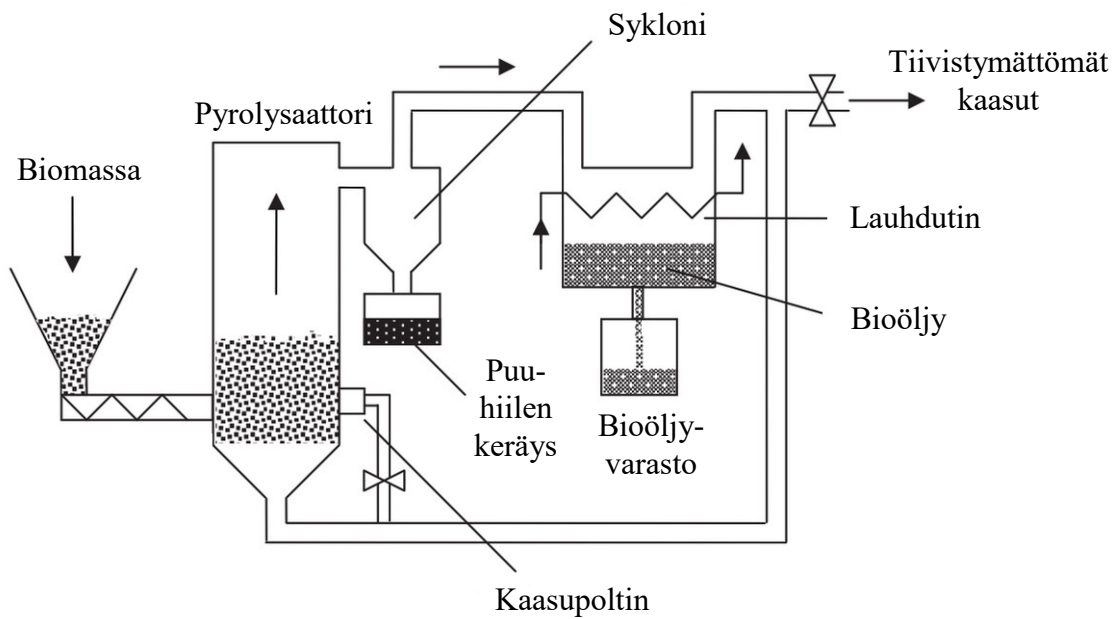 Sykloni
Tiivistymättömät
kaasut
Pyrolysaattori
Biomassa
Lauhdutin
Bioöljy
Puu-
hiilen
keräys
Bioöljy-
varasto
Kaasupoltin